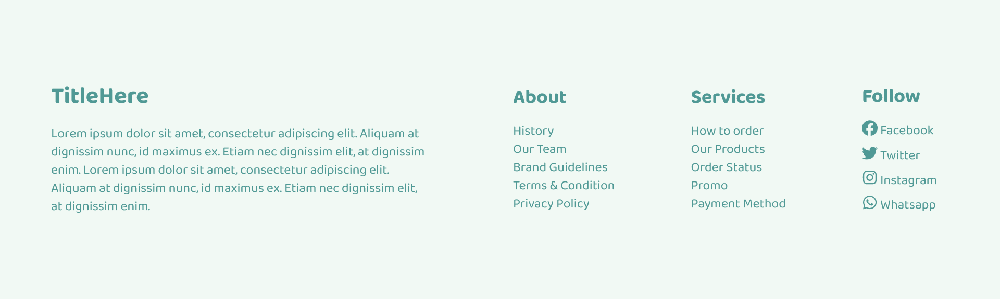 TitleHere
Lorem ipsum dolor sit amet, consectetur adipiscing elit. Aliquam at
dignissim nunc, id maximus ex. Etiam nec dignissim elit, at dignissim
enim. Lorem ipsum dolor sit amet, consectetur adipiscing elit.
Aliquam at dignissim nunc, id maximus ex. Etiam nec dignissim elit,
at dignissim enim.
About
History
Our Team
Brand Guidelines
Terms & Condition
Privacy Policy
Services
How to order
Our Products
Order Status
Promo
Payment Method
Follow
Facebook
Twitter
Instagram
Whatsapp